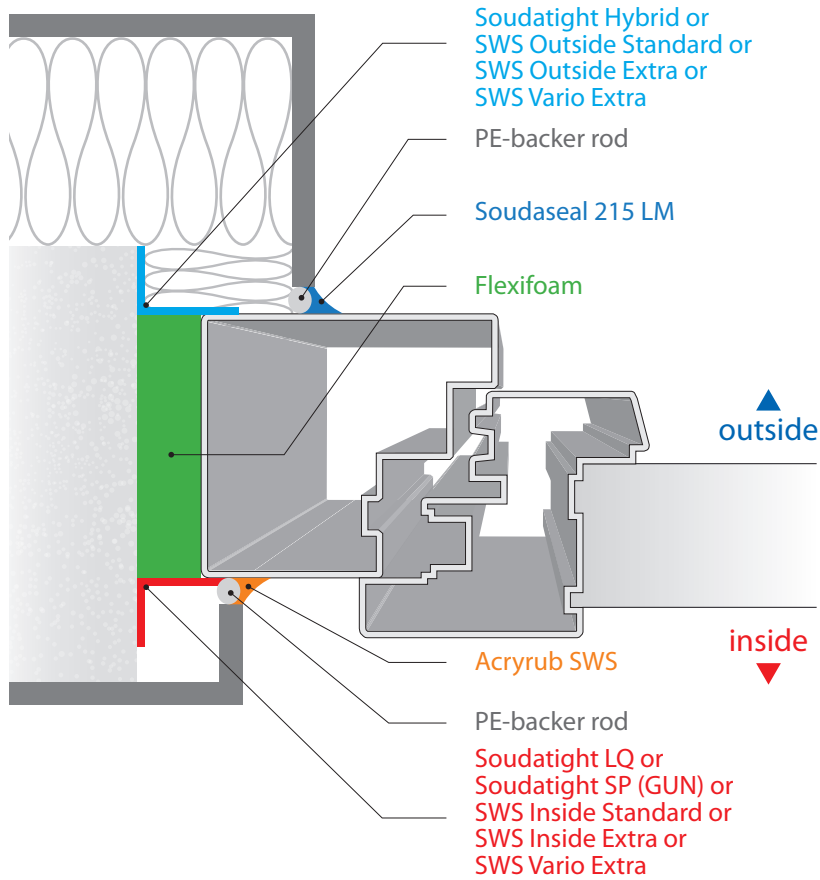 Soudatight Hybrid or
SWS Outside Standard or
SWS Outside Extra or
SWS Vario Extra
PE-backer rod
Soudaseal 215 LM
Flexifoam
outside
inside
Acryrub SWS
PE-backer rod
Soudatight LQ or
Soudatight SP (GUN) or
SWS Inside Standard or
SWS Inside Extra or
SWS Vario Extra